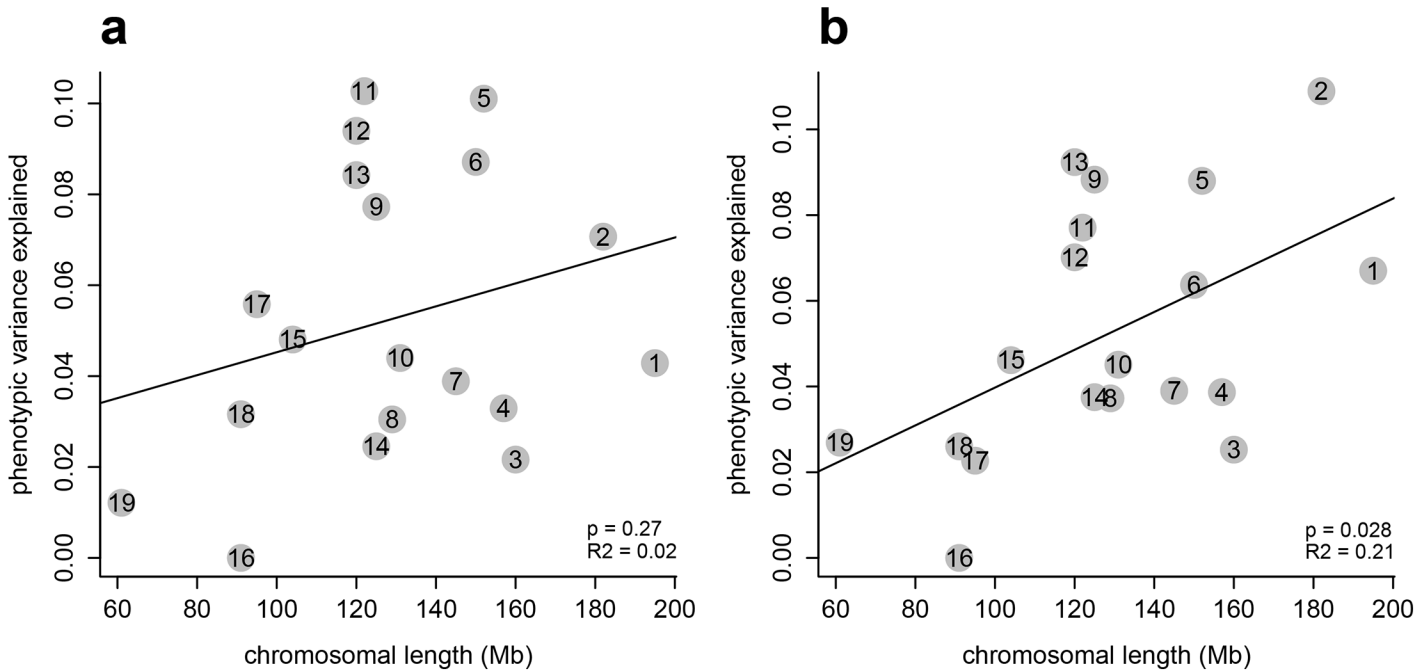 a
phenotypic variance explained
0.00 0.02 0.04 0.06 0.08 0.10
11
5
12
6
13
9
2
17
15
10
1
7
4
18
8
14
3
19
16
p = 0.27
R2 = 0.02
60 80 100 120 140 160 180 200
chromosomal length (Mb)
b
phenotypic variance explained
0.00 0.02 0.04 0.06 0.08 0.10
2
13
9
5
11
12
1
6
15
10
7
4
14
8
19
18
3
17
16
p = 0.028
R2 = 0.21
60 80 100 120 140 160 180 200
chromosomal length (Mb)